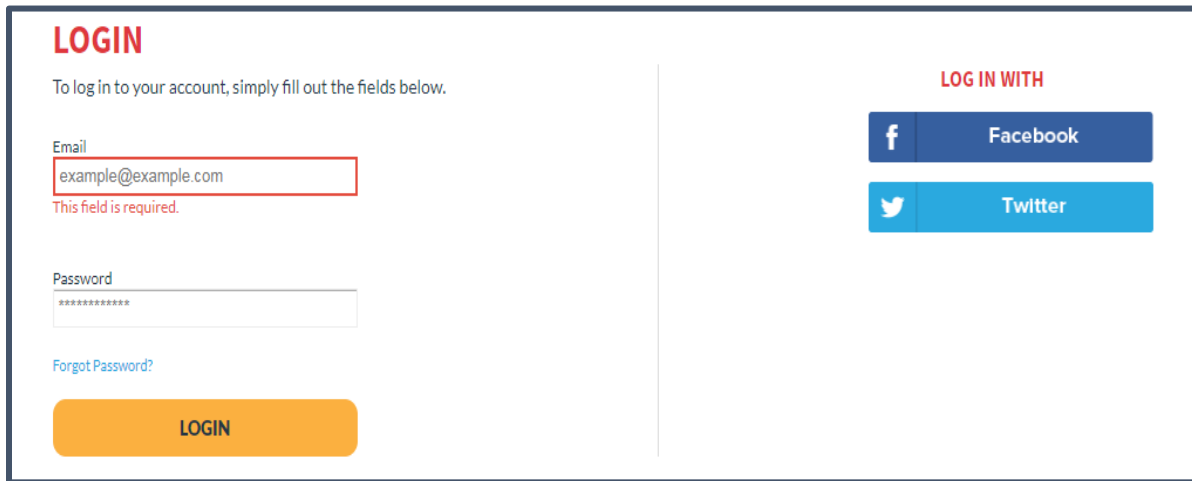 LOGIN
To log in to your account, simply fill out the fields below.
Email
example@example.com
This field is required.
Password
************
Forgot Password?
LOGIN
LOG IN WITH
f Facebook
Twitter